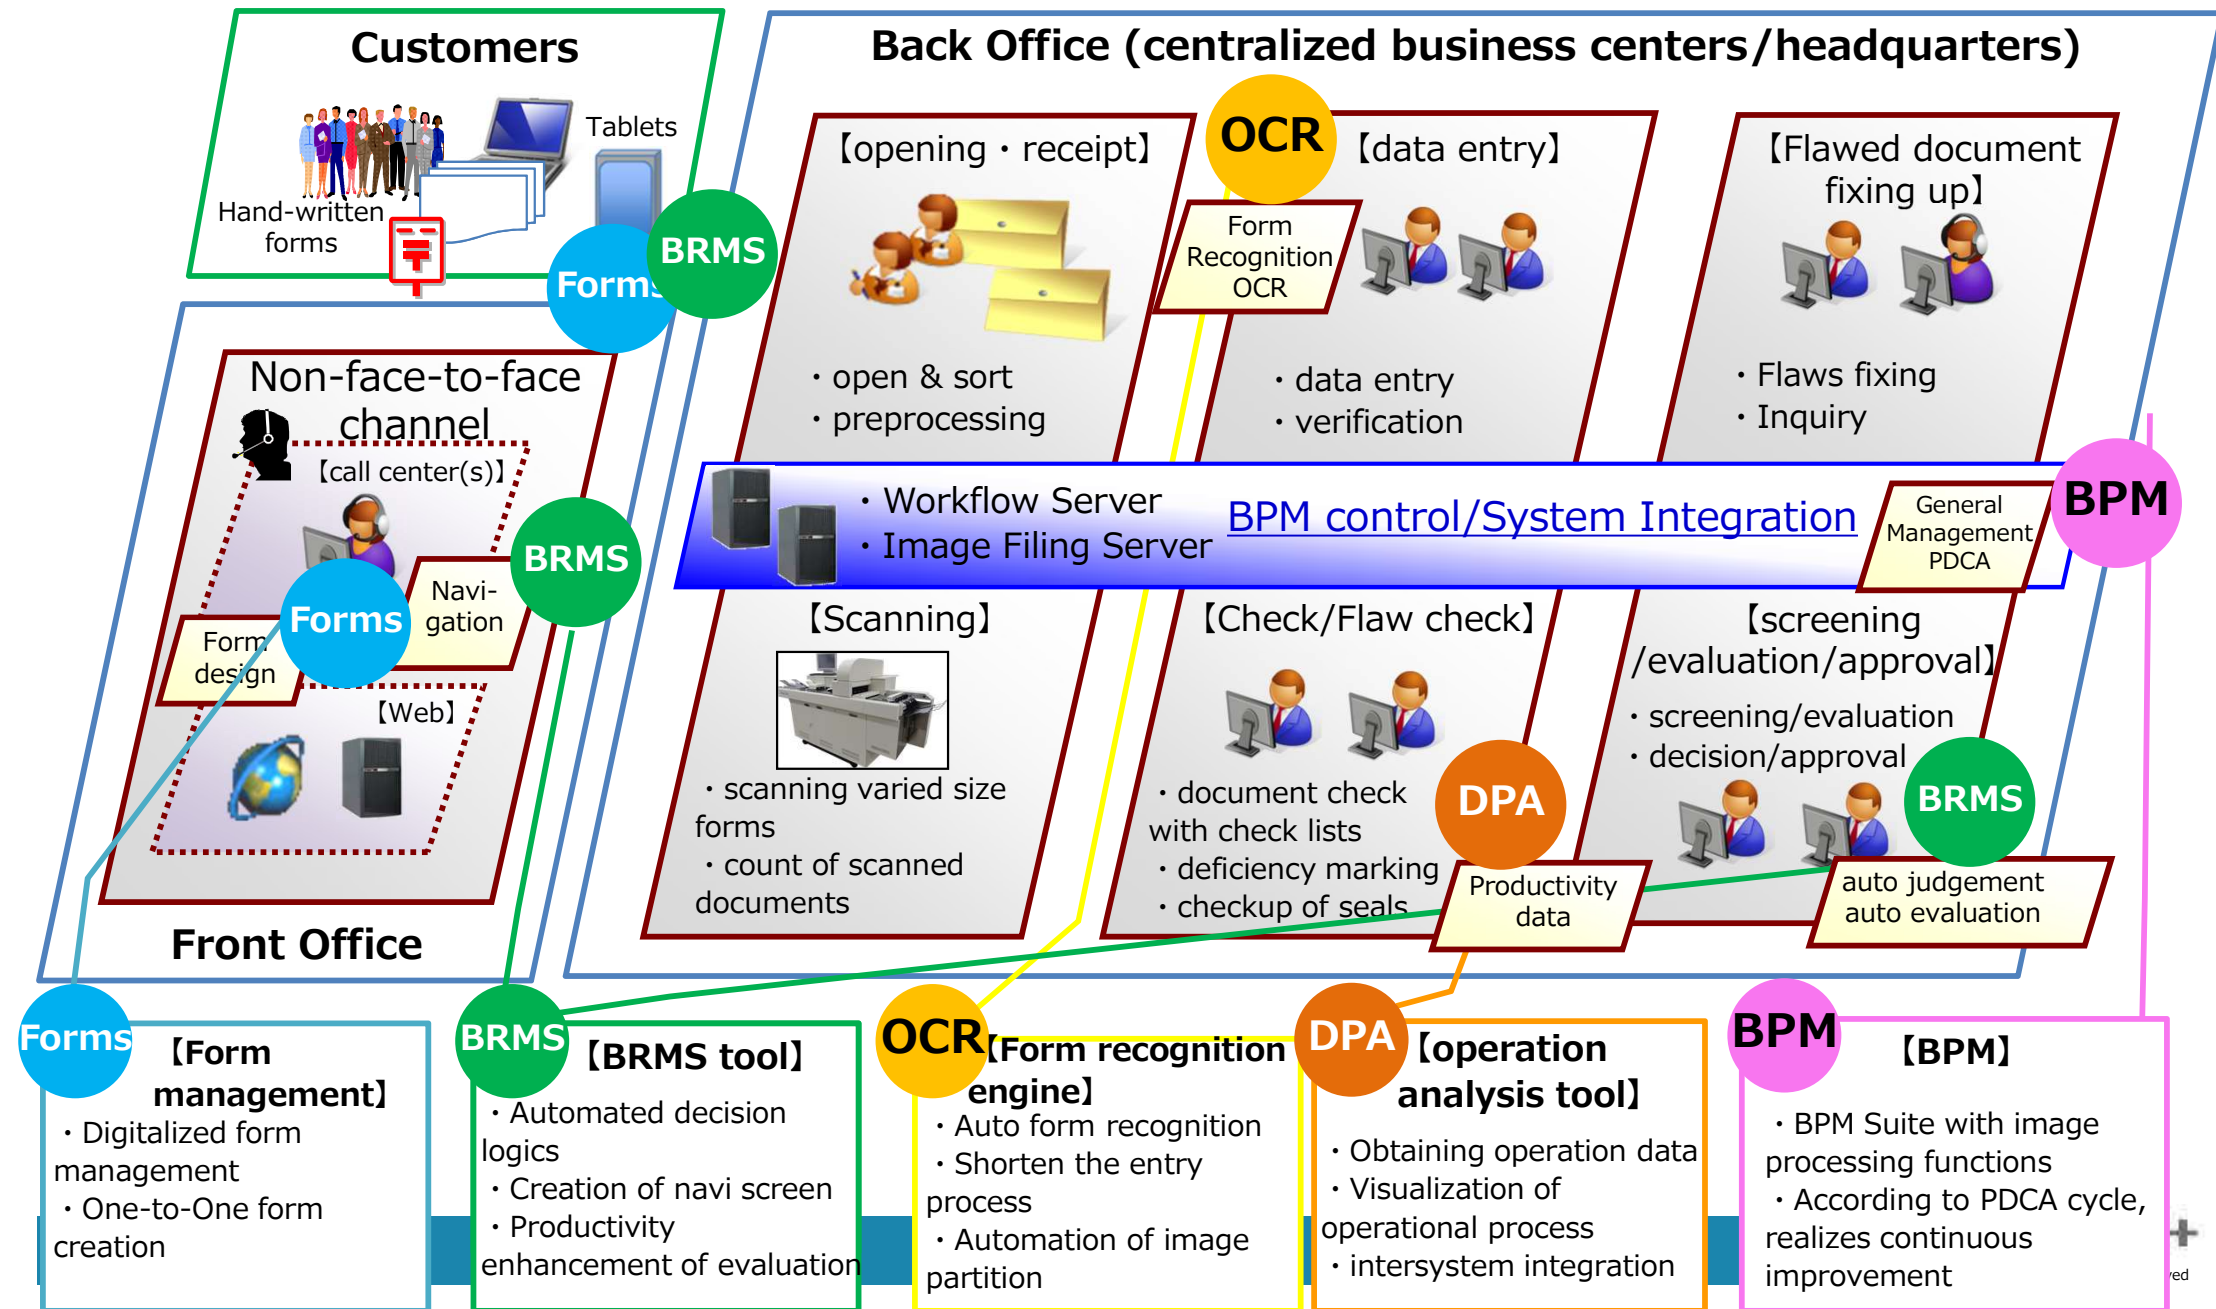 Customers
Tablets
Hand-written
forms
Forms
BRMS
Non-face-to-face
channel
【call center(s)】
BRMS
Navi-
gation
Forms
Form
design
【Web】
Front Office
Back Office (centralized business centers/headquarters)
【opening・receipt】
・open & sort
・preprocessing
OCR
Form
Recognition
OCR
【data entry】
・data entry
・verification
【Flawed document
fixing up】
・Flaws fixing
・Inquiry
・Workflow Server
・Image Filing Server
BPM control/System Integration
General
Management
PDCA
BPM
【Scanning】
・scanning varied size
forms
・count of scanned
documents
【Check/Flaw check】
・document check
with check lists
・deficiency marking
・checkup of seals
DPA
Productivity
data
【screening
/evaluation/approval】
・screening/evaluation
・decision/approval
BRMS
auto judgement
auto evaluation
Forms
【Form
management】
・Digitalized form
management
・One-to-One form
creation
BRMS
【BRMS tool】
・Automated decision
logics
・Creation of navi screen
・Productivity
enhancement of evaluation
OCR
【Form recognition
engine】
・Auto form recognition
・Shorten the entry
process
・Automation of image
partition
DPA
【operation
analysis tool】
・Obtaining operation data
・Visualization of
operational process
・intersystem integration
BPM
【BPM】
・BPM Suite with image
processing functions
・According to PDCA cycle,
realizes continuous
improvement